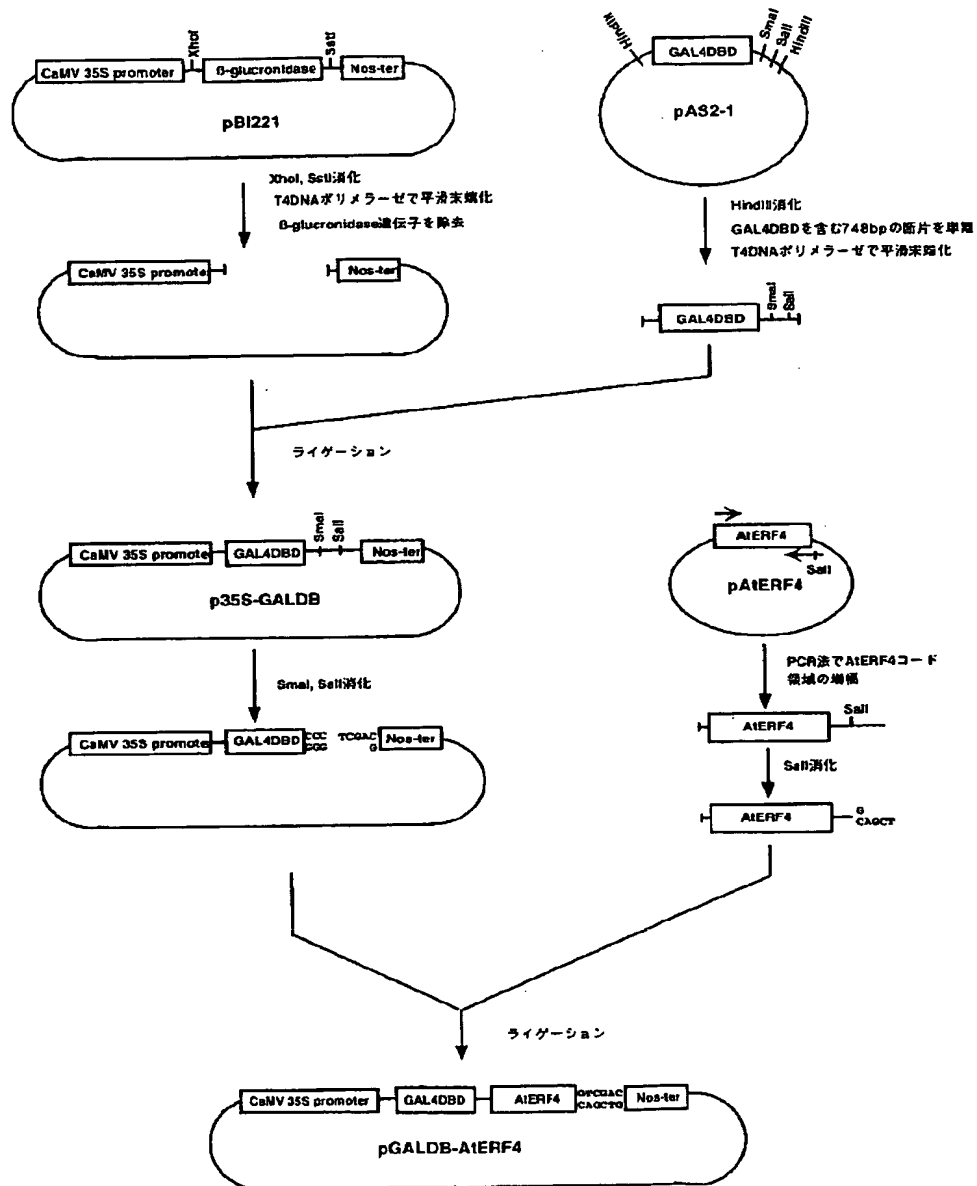 XhoI
SstI
CaMV 35S promoter
ß-glucronidase
Nos-ter
pBI221
HindIII
GAL4DBD
SmaI
SalI
HindIII
pAS2-1
XhoI, SstI消化
T4DNAポリメラーゼで平滑末端化
ß-glucronidase遺伝子を除去
HindIII消化
GAL4DBDを含む748bpの断片を単離
T4DNAポリメラーゼで平滑末端化
CaMV 35S promoter
Nos-ter
GAL4DBD
SmaI
SalI
ライゲーション
CaMV 35S promoter
GAL4DBD
SmaI
SalI
Nos-ter
p35S-GALDB
AtERF4
SalI
pAtERF4
SmaI, SalI消化
PCR法でAtERF4コード
領域の増幅
AtERF4
SalI
CaMV 35S promoter
GAL4DBD
CCC
GGG
TCGAC
G
Nos-ter
SalI消化
AtERF4
G
CAGCT
ライゲーション
CaMV 35S promoter
GAL4DBD
AtERF4
GTCGAC
CAGCTG
Nos-ter
pGALDB-AtERF4